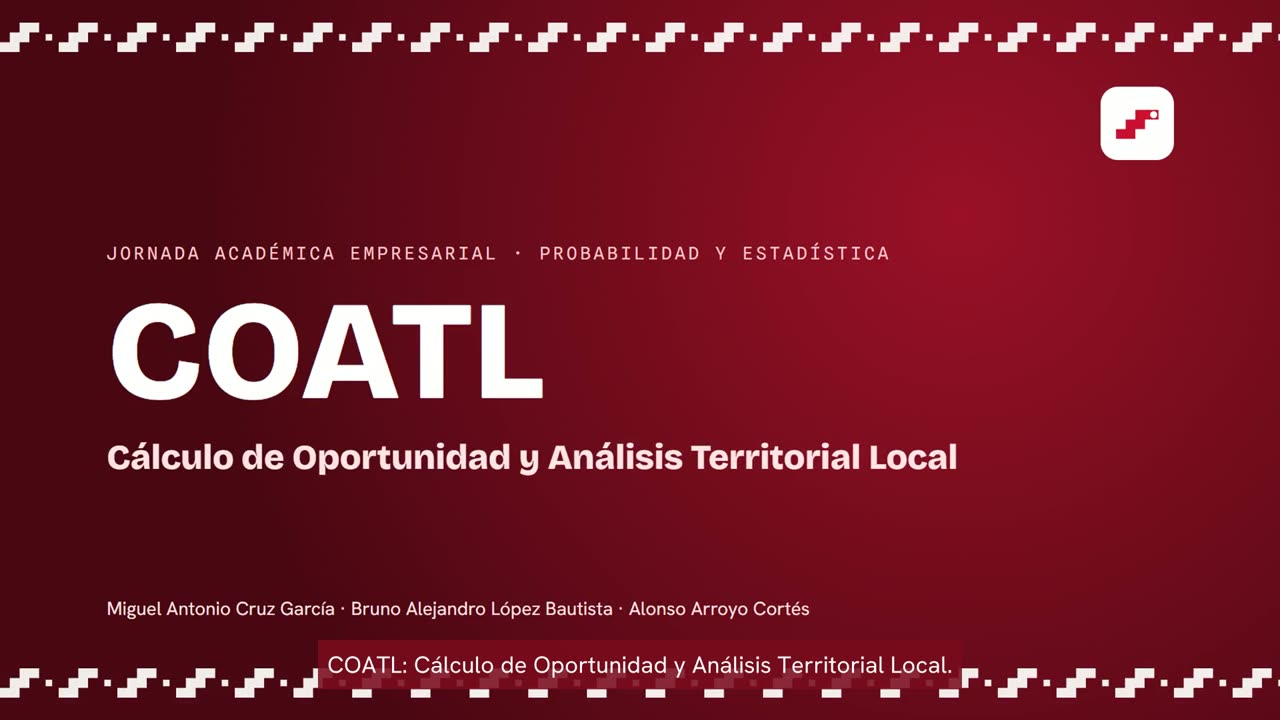 JORNADA ACADÉMICA EMPRESARIAL · PROBABILIDAD Y ESTADÍSTICA
COATL
Cálculo de Oportunidad y Análisis Territorial Local
Miguel Antonio Cruz García · Bruno Alejandro López Bautista · Alonso Arroyo Cortés
COATL: Cálculo de Oportunidad y Análisis Territorial Local.